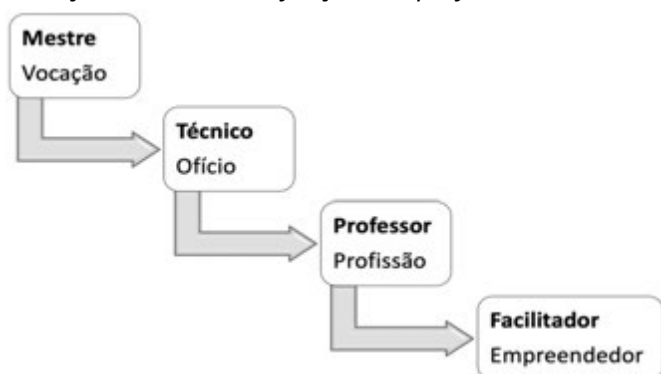 Mestre
Vocação
Técnico
Ofício
Professor
Profissão
Facilitador
Empreendedor